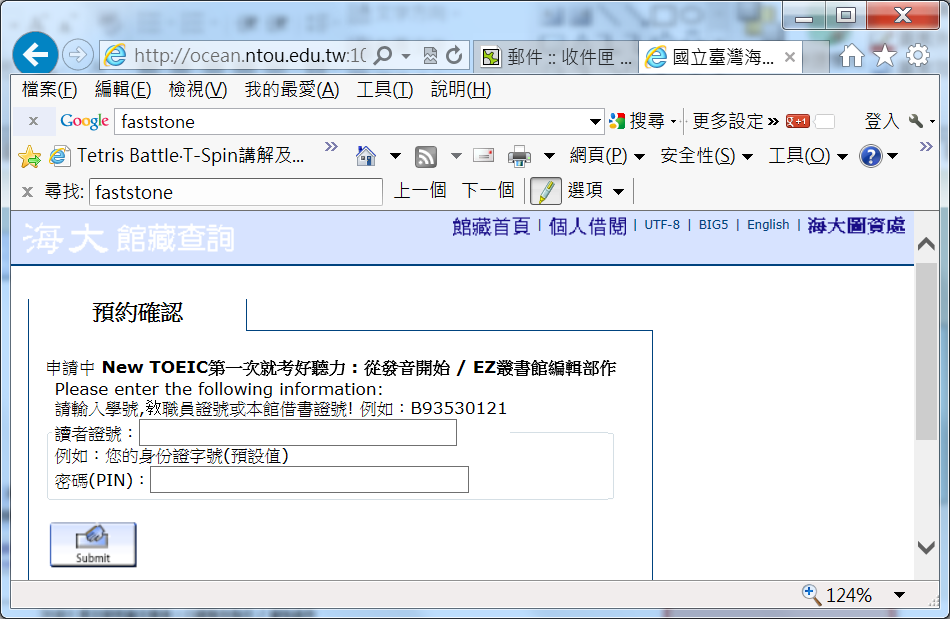 http://ocean.ntou.edu.tw:10
郵件 :: 收件匣 ...
國立臺灣海... ×
檔案(F) 編輯(E) 檢視(V) 我的最愛(A) 工具(T) 說明(H)
x Google faststone 搜尋 更多設定 » g+1 登入
Tetris Battle‧T-Spin講解及... » 網頁(P) 安全性(S) 工具(O) »
× 尋找: faststone 上一個 下一個 選項
海大 館藏查詢
館藏首頁 | 個人借閱 | UTF-8 | BIG5 | English | 海大圖資處
預約確認
申請中 New TOEIC第一次就考好聽力：從發音開始 / EZ叢書館編輯部作
Please enter the following information:
請輸入學號,教職員證號或本館借書證號! 例如：B93530121
讀者證號：
例如：您的身份證字號(預設值)
密碼(PIN)：
Submit
124%